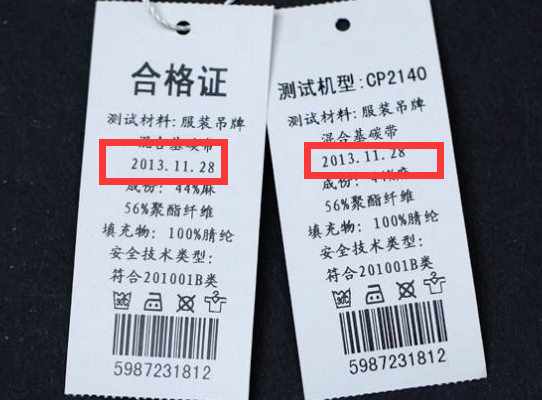 合格证
测试材料:服装吊牌
混合基碳带
2013.11.28
成份: 44%麻
56%聚酯纤维
填充物: 100%腈纶
安全技术类型:
符合201001B类
5987231812
测试机型:CP2140
测试材料:服装吊牌
混合基碳带
2013.11.28
成份: 44%麻
56%聚酯纤维
填充物: 100%腈纶
安全技术类型:
符合201001B类
5987231812